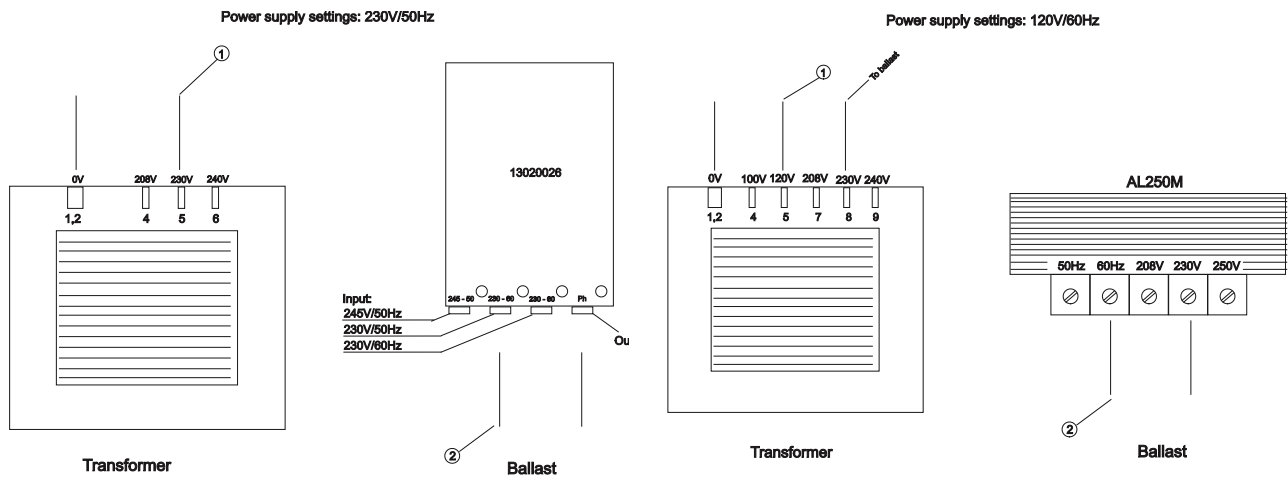 Power supply settings: 230V/50Hz
1
0V 208V 230V 240V
1,2 4 5 6
Transformer
13020026
245 - 50 230 - 60 230 - 60 Ph
Input:
245V/50Hz
230V/50Hz
230V/60Hz
Ou
2
Ballast
Power supply settings: 120V/60Hz
1
To ballast
0V 100V 120V 208V 230V 240V
1,2 4 5 7 8 9
Transformer
AL250M
50Hz 60Hz 208V 230V 250V
2
Ballast